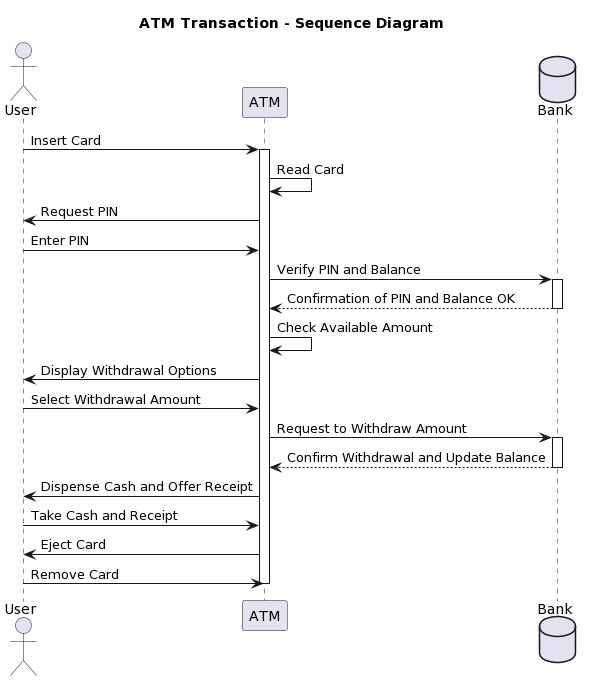 ATM Transaction - Sequence Diagram
User
ATM
Bank
Insert Card
Read Card
Request PIN
Enter PIN
Verify PIN and Balance
Confirmation of PIN and Balance OK
Check Available Amount
Display Withdrawal Options
Select Withdrawal Amount
Request to Withdraw Amount
Confirm Withdrawal and Update Balance
Dispense Cash and Offer Receipt
Take Cash and Receipt
Eject Card
Remove Card
User
ATM
Bank